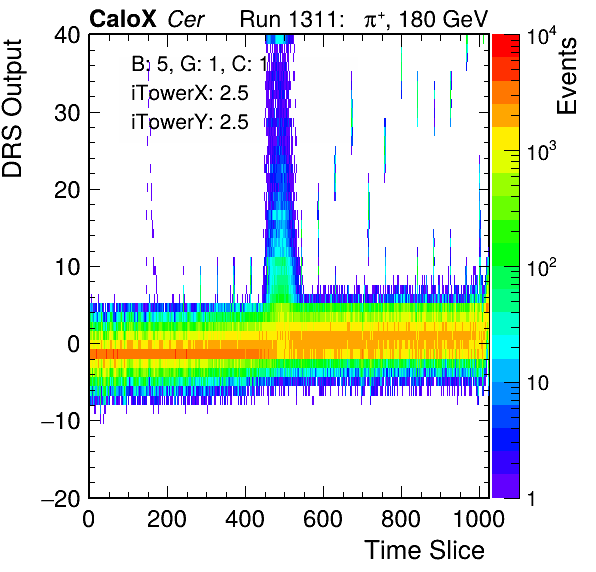 CaloX Cer Run 1311: π⁺, 180 GeV
B: 5, G: 1, C: 1
iTowerX: 2.5
iTowerY: 2.5
DRS Output
40
30
20
10
0
−10
−20
0 200 400 600 800 1000
Time Slice
Events
10⁴
10³
10²
10
1